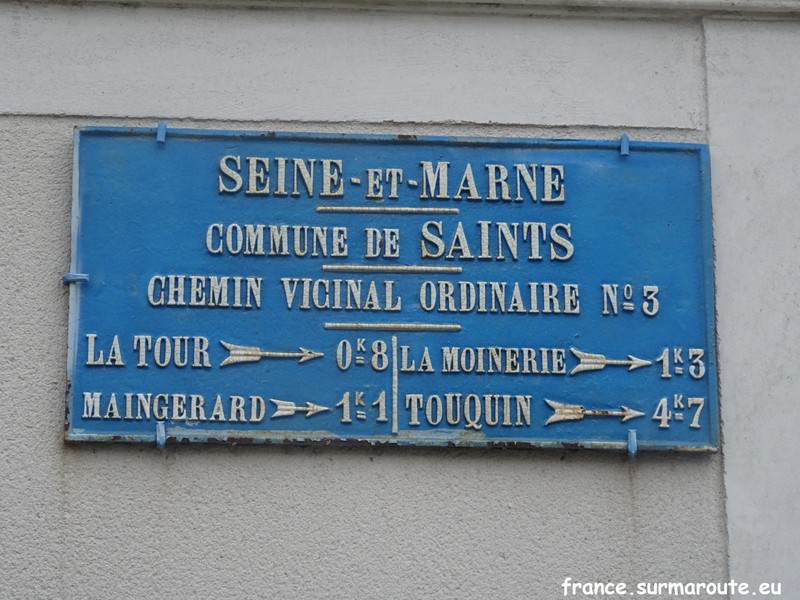 SEINE-ET-MARNE
COMMUNE DE SAINTS
CHEMIN VICINAL ORDINAIRE Nº 3
LA TOUR 0K8 LA MOINERIE 1K3
MAINGERARD 1K1 TOUQUIN 4K7
france.surmaroute.eu